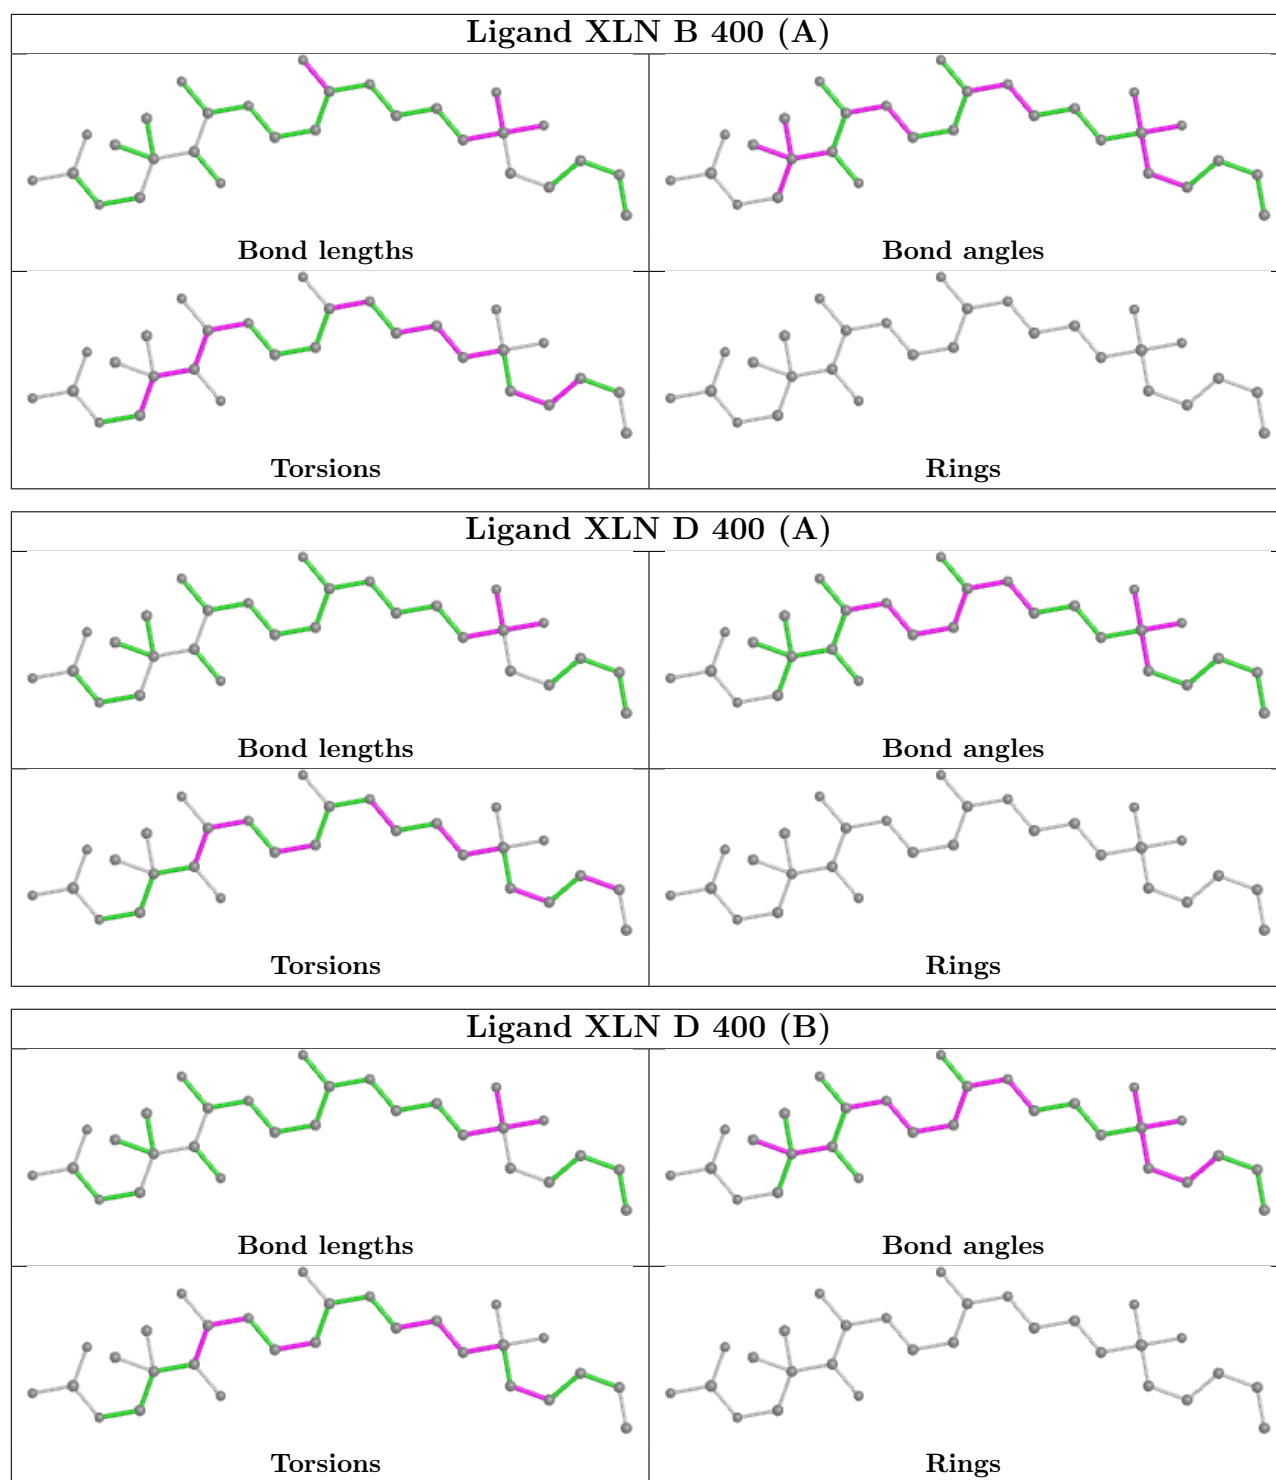 Ligand XLN B 400 (A)
Bond lengths
Bond angles
Torsions
Rings
Ligand XLN D 400 (A)
Bond lengths
Bond angles
Torsions
Rings
Ligand XLN D 400 (B)
Bond lengths
Bond angles
Torsions
Rings